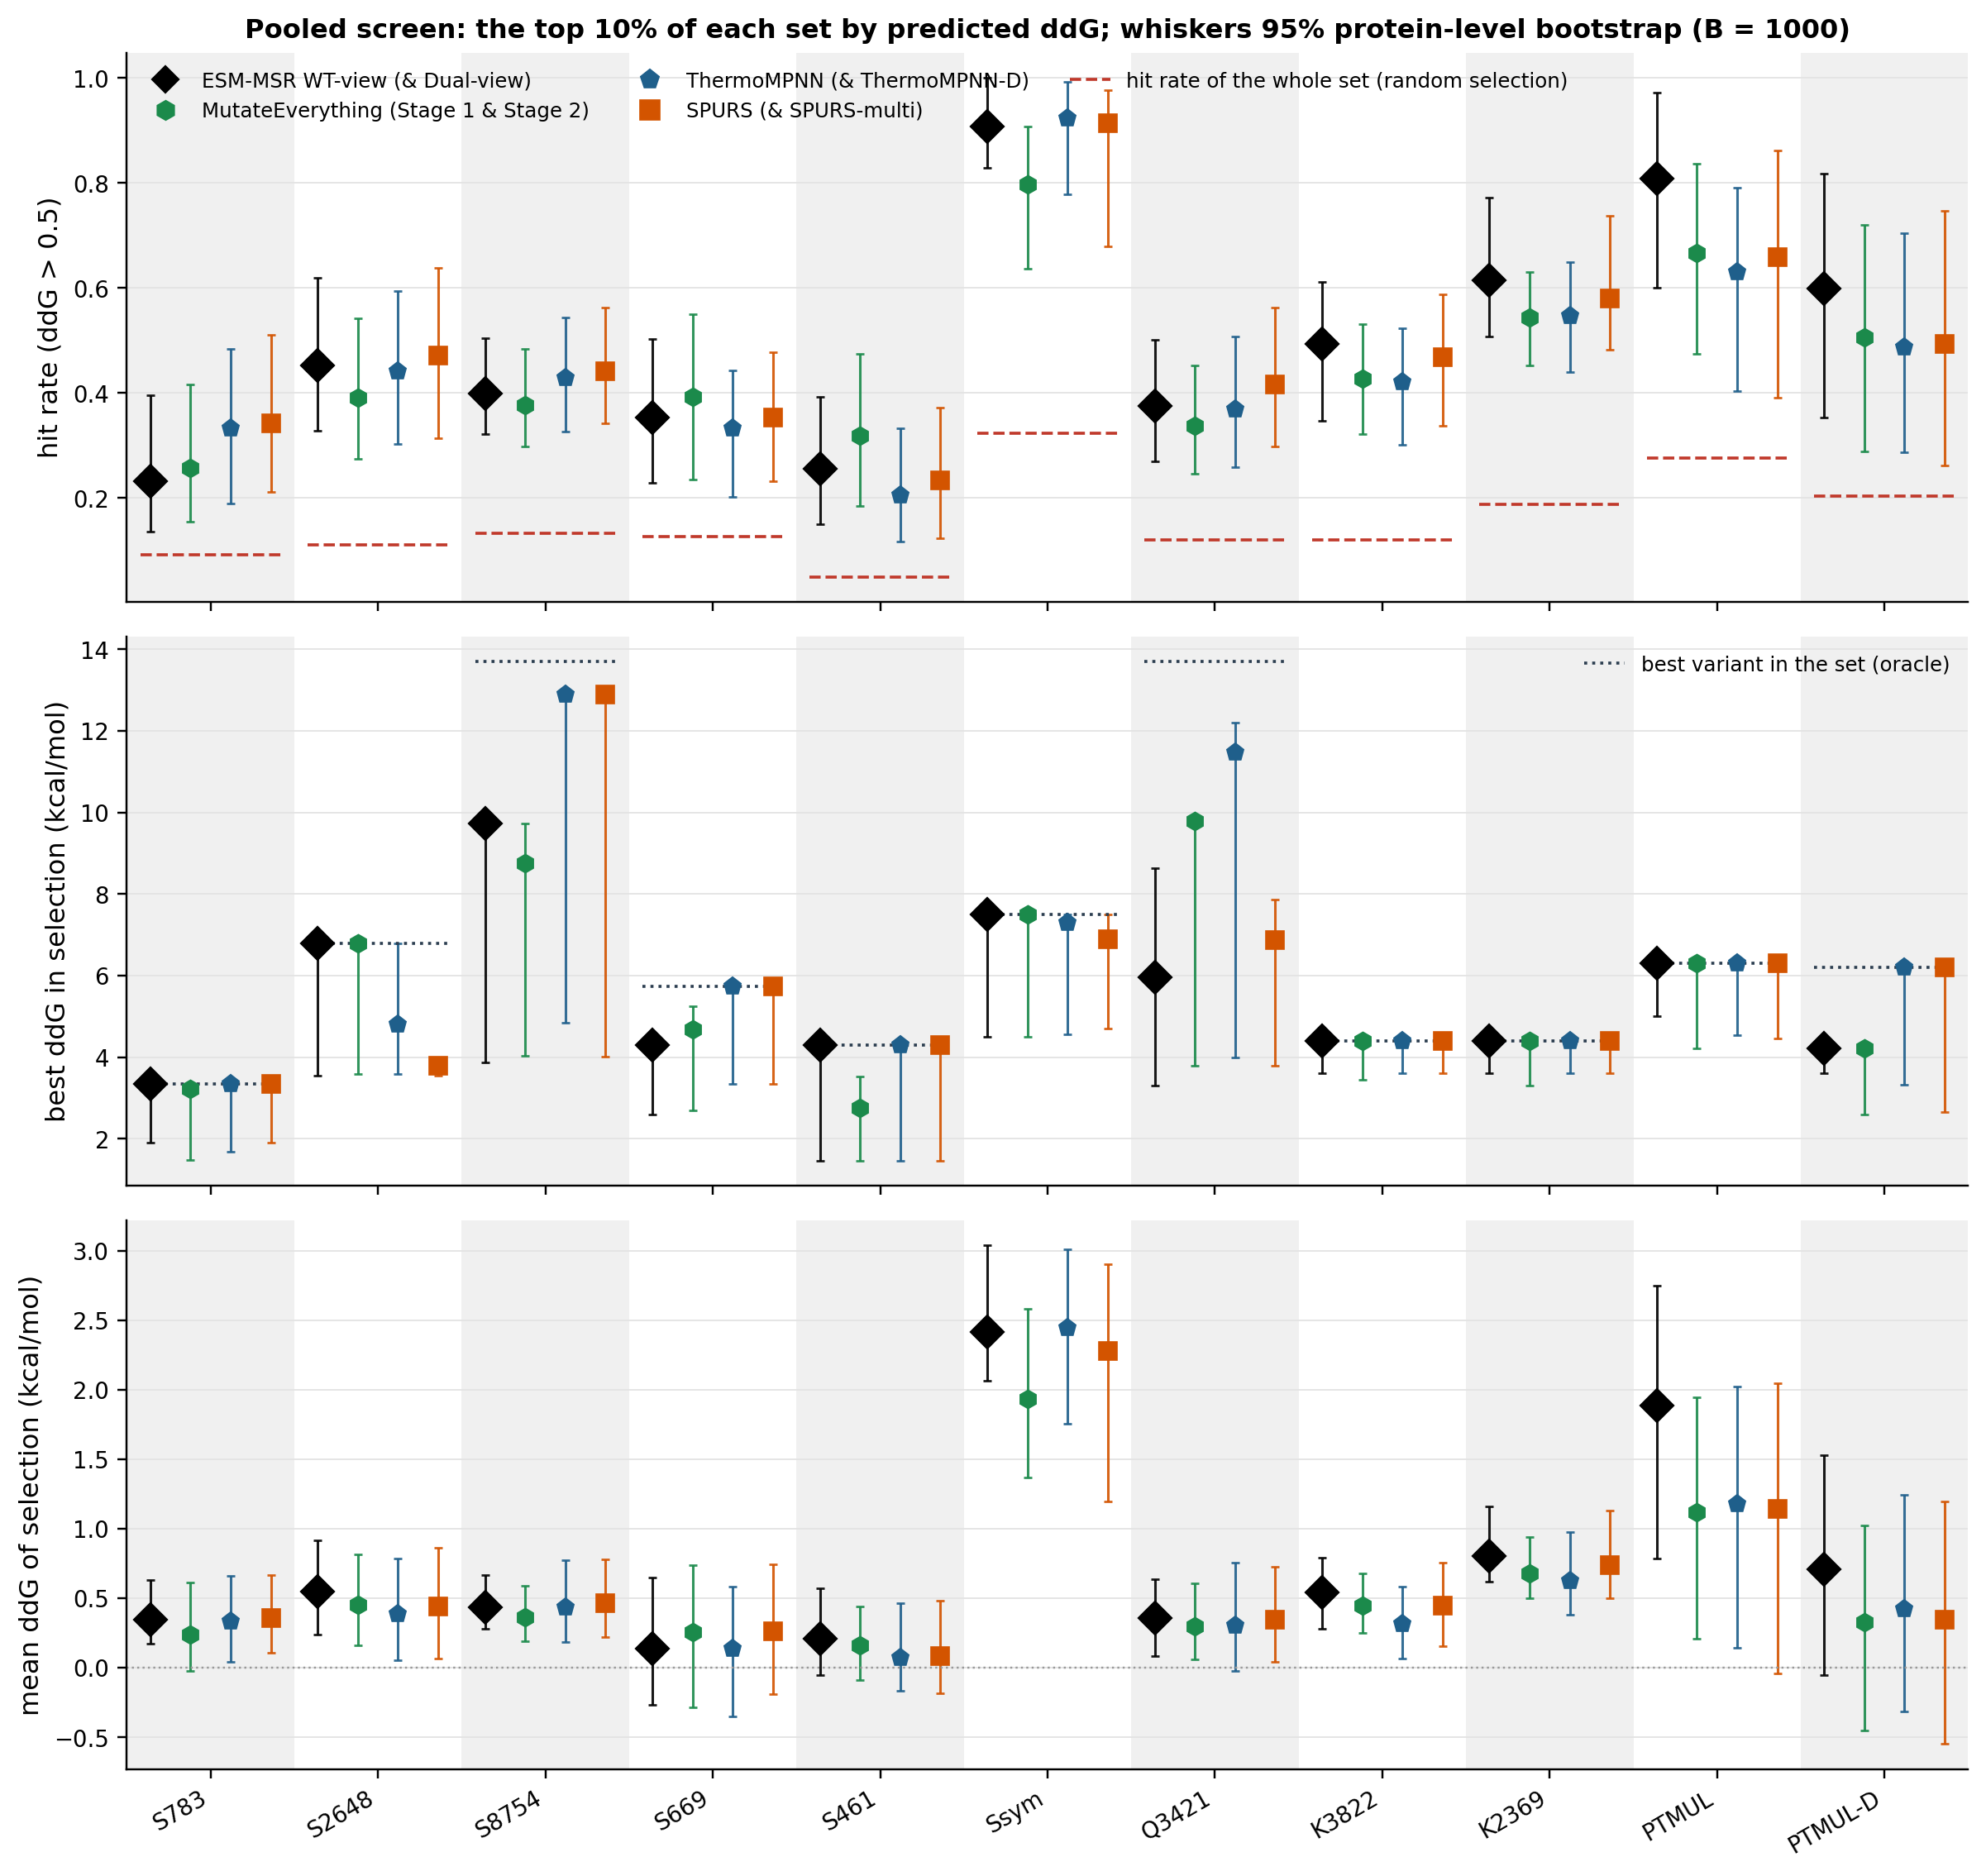 Pooled screen: the top 10% of each set by predicted ddG; whiskers 95% protein-level bootstrap (B = 1000)
ESM-MSR WT-view (& Dual-view)
MutateEverything (Stage 1 & Stage 2)
ThermoMPNN (& ThermoMPNN-D)
SPURS (& SPURS-multi)
hit rate of the whole set (random selection)
hit rate (ddG > 0.5)
1.0
0.8
0.6
0.4
0.2
best variant in the set (oracle)
best ddG in selection (kcal/mol)
14
12
10
8
6
4
2
mean ddG of selection (kcal/mol)
3.0
2.5
2.0
1.5
1.0
0.5
0.0
−0.5
S783
S2648
S8754
S669
S461
Ssym
Q3421
K3822
K2369
PTMUL
PTMUL-D